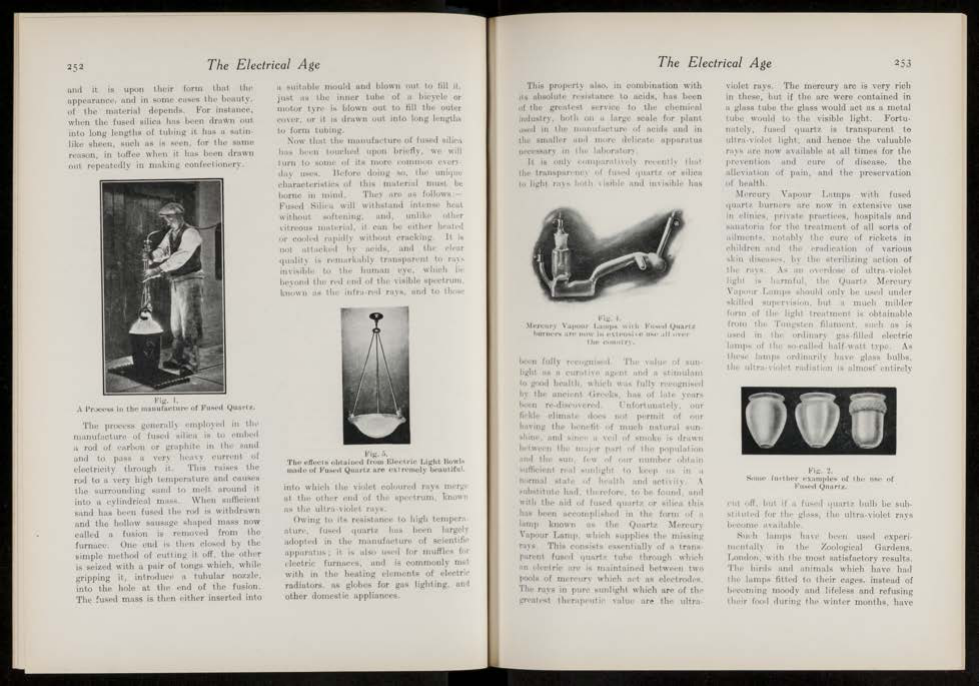 252
The Electrical Age
and it is upon their form that the
appearance, and in some cases the beauty,
of the material depends. For instance,
when the fused silica has been drawn out
into long lengths of tubing it has a satin-
like sheen, such as is seen, for the same
reason, in toffee when it has been drawn
out repeatedly in making confectionery.
Fig. 1.
A Process in the manufacture of Fused Quartz.
The process generally employed in the
manufacture of fused silica is to embed
a rod of carbon or graphite in the sand
and to pass a very heavy current of
electricity through it. This raises the
rod to a very high temperature and causes
the surrounding sand to melt around it
into a cylindrical mass. When sufficient
sand has been fused the rod is withdrawn
and the hollow sausage shaped mass now
called a fusion is removed from the
furnace. One end is then closed by the
simple method of cutting it off, the other
is seized with a pair of tongs which, while
gripping it, introduce a tubular nozzle,
into the hole at the end of the fusion.
The fused mass is then either inserted into
a suitable mould and blown out to fill it,
just as the inner tube of a bicycle or
motor tyre is blown out to fill the outer
cover, or it is drawn out into long lengths
to form tubing.
Now that the manufacture of fused silica
has been touched upon briefly, we will
turn to some of its more common every-
day uses. Before doing so, the unique
characteristics of this material must be
borne in mind. They are as follows:—
Fused Silica will withstand intense heat
without softening, and, unlike other
vitreous material, it can be either heated
or cooled rapidly without cracking. It is
not attacked by acids, and the clear
quality is remarkably transparent to rays
invisible to the human eye, which lie
beyond the red end of the visible spectrum,
known as the infra-red rays, and to those
Fig. 3.
The effects obtained from Electric Light Bowls
made of Fused Quartz are extremely beautiful.
into which the violet coloured rays merge
at the other end of the spectrum, known
as the ultra-violet rays.
Owing to its resistance to high tempera-
ature, fused quartz has been largely
adopted in the manufacture of scientific
apparatus; it is also used for muffles for
electric furnaces, and is commonly met
with in the heating elements of electric
radiators, as globes for gas lighting, and
other domestic appliances.
The Electrical Age
253
This property also, in combination with
its absolute resistance to acids, has been
of the greatest service to the chemical
industry, both on a large scale for plant
used in the manufacture of acids and in
the smaller and more delicate apparatus
necessary in the laboratory.
It is only comparatively recently that
the transparency of fused quartz or silica
to light rays both visible and invisible has
Fig. 4.
Mercury Vapour Lamps with Fused Quartz
burners are now in extensive use all over
the country.
been fully recognised. The value of sun-
light as a curative agent and a stimulant
to good health, which was fully recognised
by the ancient Greeks, has of late years
been re-discovered. Unfortunately, our
fickle climate does not permit of our
having the benefit of much natural sun-
shine, and since a veil of smoke is drawn
between the major part of the population
and the sun, few of our number obtain
sufficient real sunlight to keep us in a
normal state of health and activity. A
substitute had, therefore, to be found, and
with the aid of fused quartz or silica this
has been accomplished in the form of a
lamp known as the Quartz Mercury
Vapour Lamp, which supplies the missing
rays. This consists essentially of a trans-
parent fused quartz tube through which
an electric arc is maintained between two
pools of mercury which act as electrodes.
The rays in pure sunlight which are of the
greatest therapeutic value are the ultra-
violet rays. The mercury arc is very rich
in these, but if the arc were contained in
a glass tube the glass would act as a metal
tube would to the visible light. Fortu-
nately, fused quartz is transparent to
ultra-violet light, and hence the valuable
rays are now available at all times for the
prevention and cure of disease, the
alleviation of pain, and the preservation
of health.
Mercury Vapour Lamps with fused
quartz burners are now in extensive use
in clinics, private practices, hospitals and
sanatoria for the treatment of all sorts of
ailments, notably the cure of rickets in
children and the eradication of various
skin diseases, by the sterilizing action of
the rays. As an overdose of ultra-violet
light is harmful, the Quartz Mercury
Vapour Lamps should only be used under
skilled supervision, but a much milder
form of the light treatment is obtainable
from the Tungsten filament, such as is
used in the ordinary gas-filled electric
lamps of the so-called half-watt type. As
these lamps ordinarily have glass bulbs,
the ultra-violet radiation is almost entirely
Fig. 2.
Some further examples of the use of
Fused Quartz.
cut off, but if a fused quartz bulb be sub-
stituted for the glass, the ultra-violet rays
become available.
Such lamps have been used experi-
mentally in the Zoological Gardens,
London, with the most satisfactory results.
The birds and animals which have had
the lamps fitted to their cages, instead of
becoming moody and lifeless and refusing
their food during the winter months, have